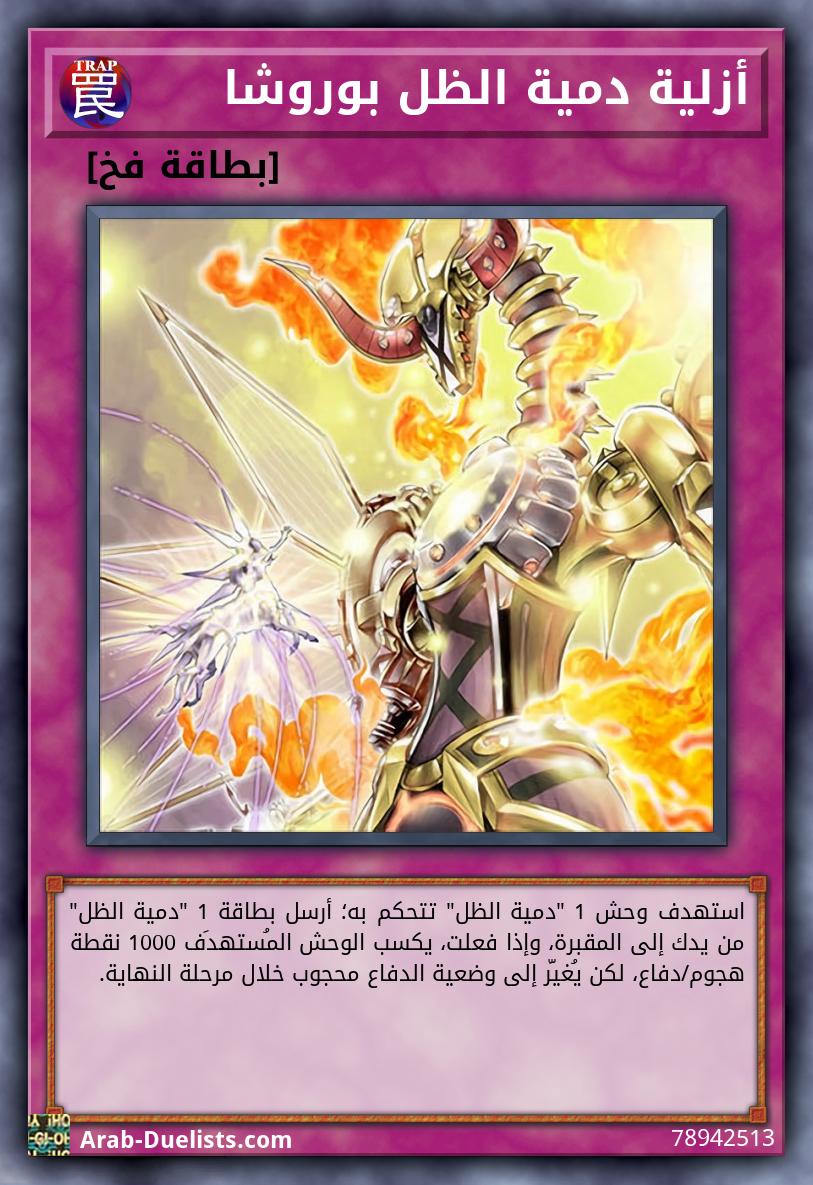 أزلية دمية الظل بوروشا
TRAP
罠
[بطاقة فخ]
استهدف وحش 1 "دمية الظل" تتحكم به؛ أرسل بطاقة 1 "دمية الظل"
من يدك إلى المقبرة، وإذا فعلت، يكسب الوحش المُستهدَف 1000 نقطة
هجوم/دفاع، لكن يُغيّر إلى وضعية الدفاع محجوب خلال مرحلة النهاية.
Arab-Duelists.com
78942513